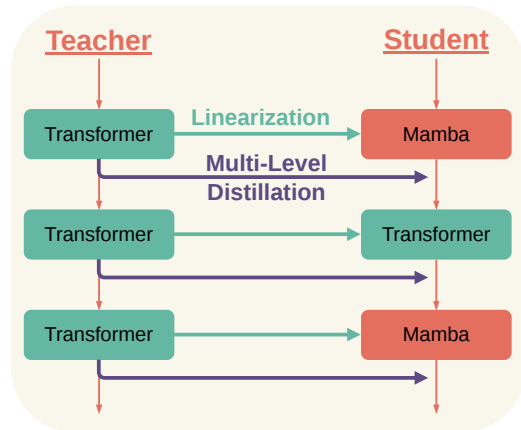 Teacher
Student
Transformer
Linearization
Mamba
Multi-Level
Distillation
Transformer
Transformer
Transformer
Mamba